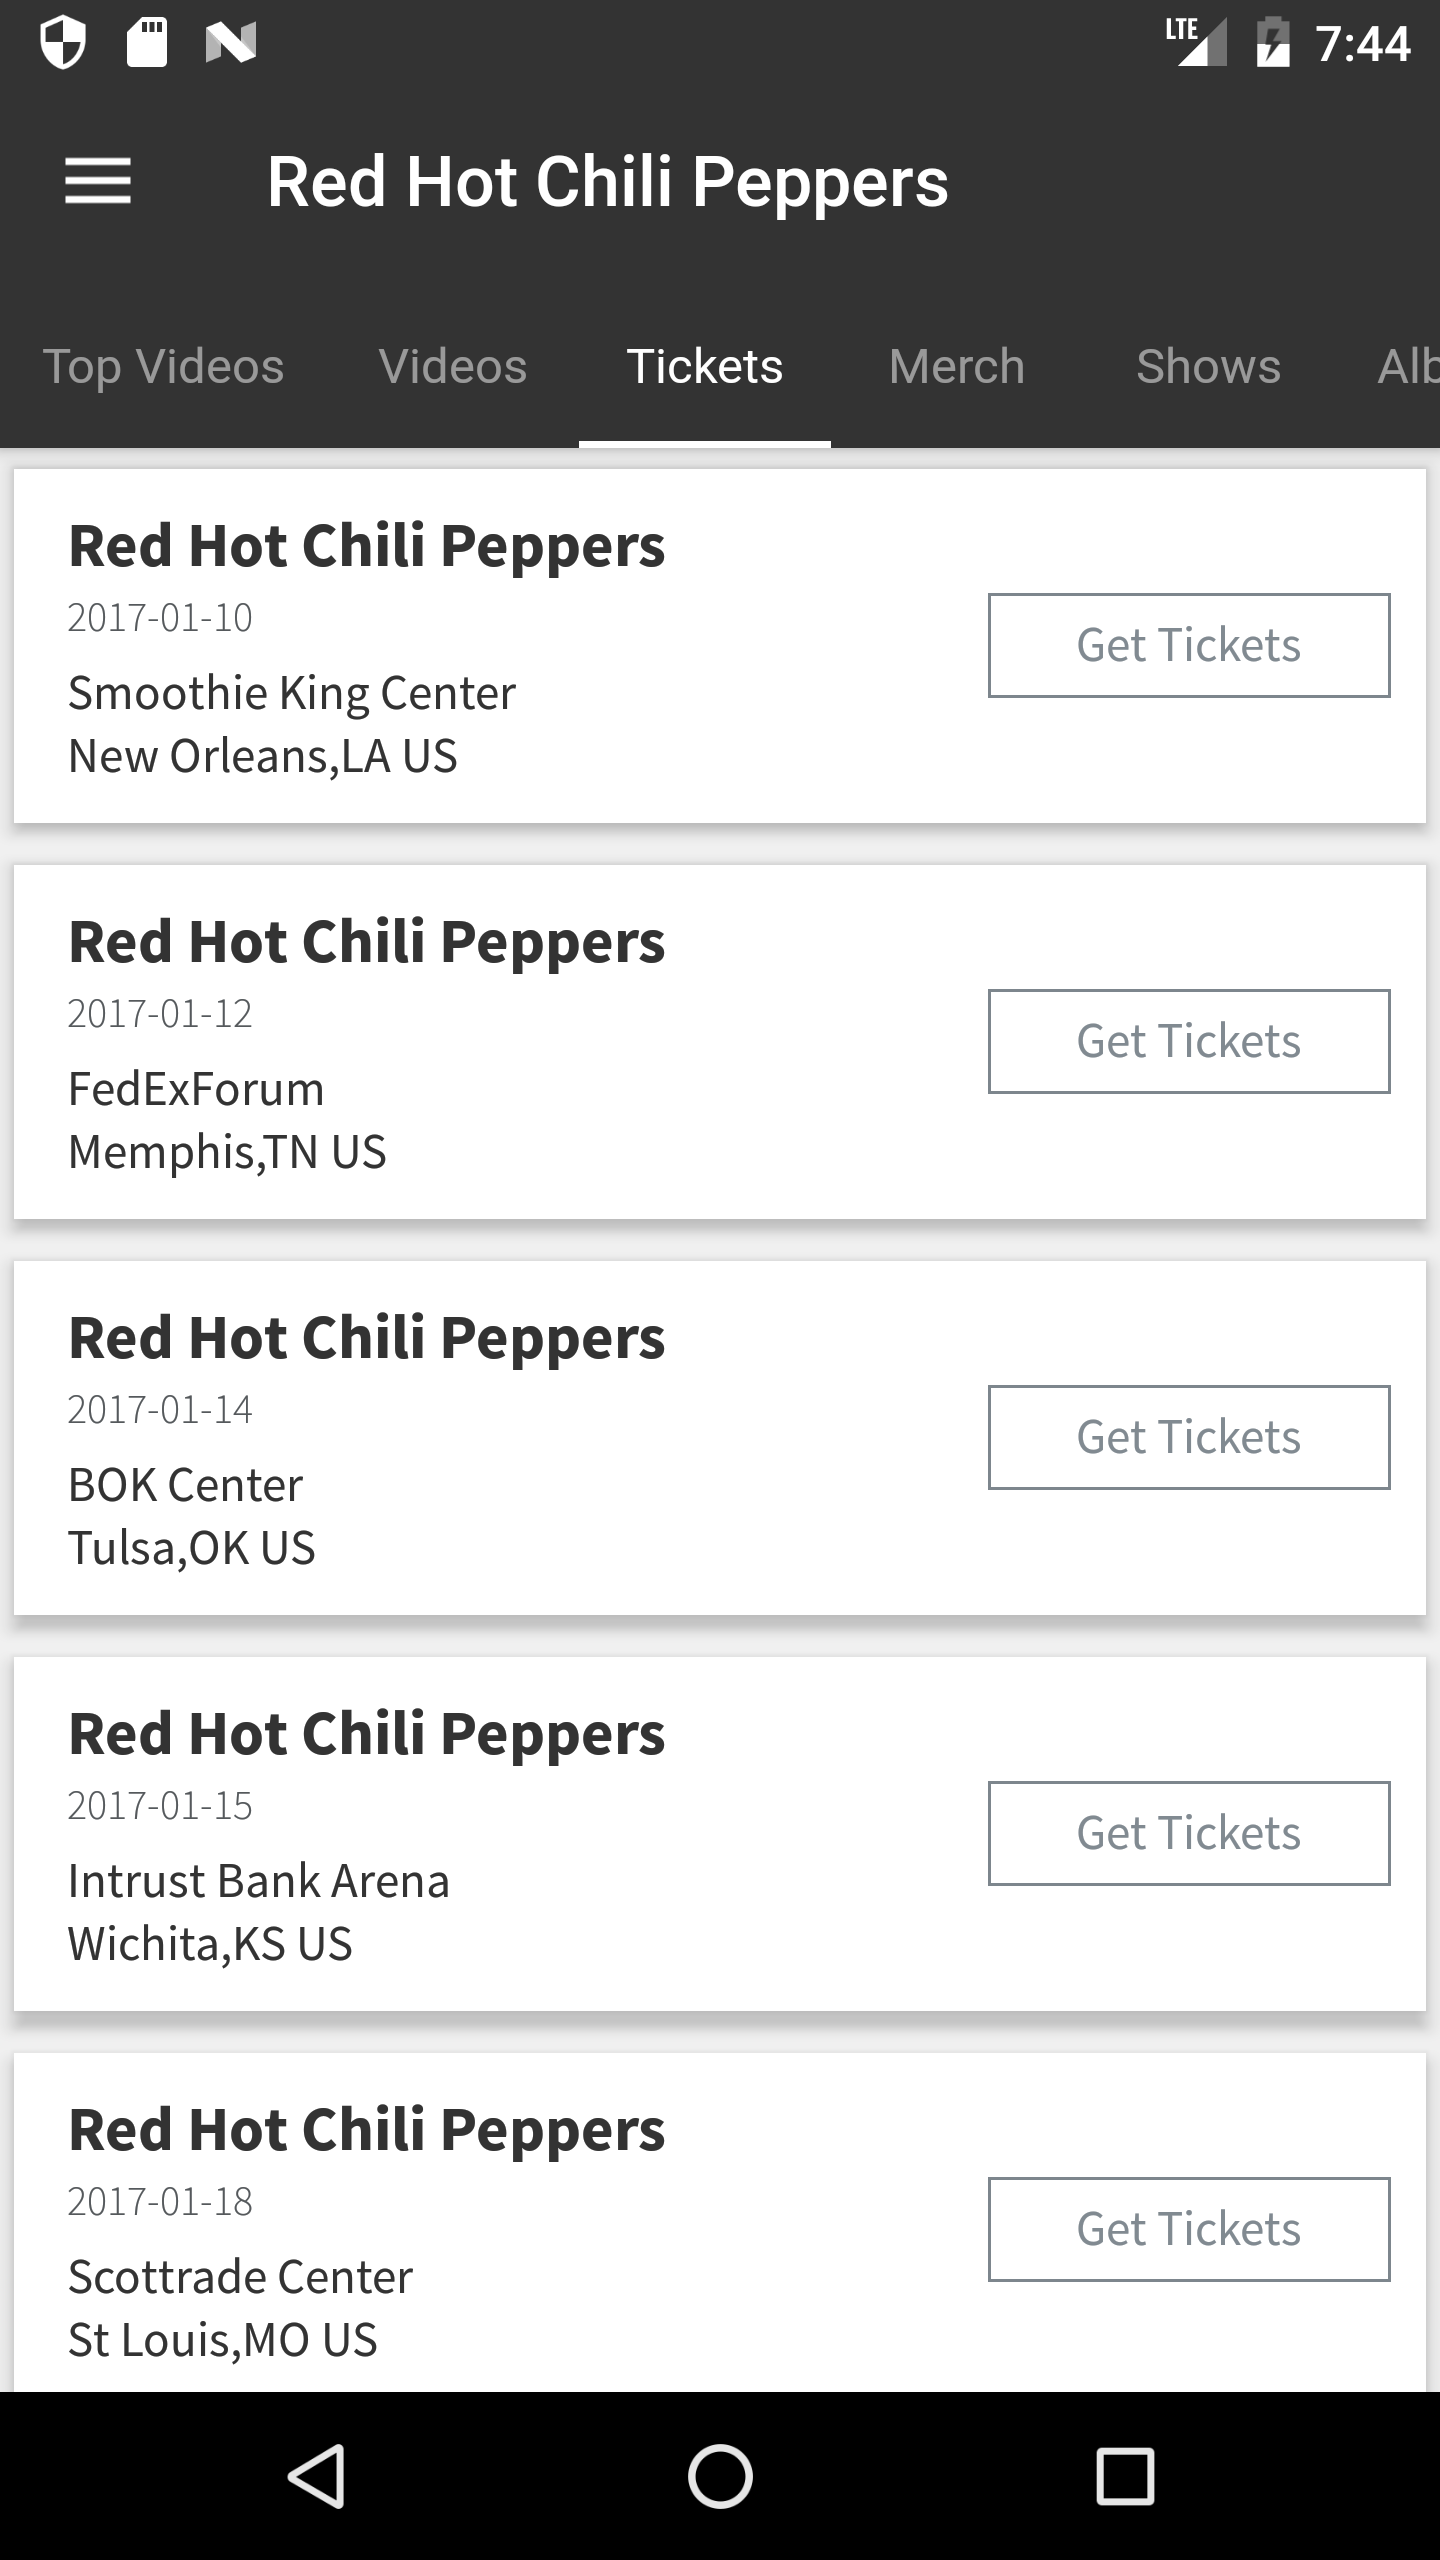 LTE 7:44
Red Hot Chili Peppers
Top Videos Videos Tickets Merch Shows Alb
Red Hot Chili Peppers
2017-01-10
Get Tickets
Smoothie King Center
New Orleans,LA US
Red Hot Chili Peppers
2017-01-12
Get Tickets
FedExForum
Memphis,TN US
Red Hot Chili Peppers
2017-01-14
Get Tickets
BOK Center
Tulsa,OK US
Red Hot Chili Peppers
2017-01-15
Get Tickets
Intrust Bank Arena
Wichita,KS US
Red Hot Chili Peppers
2017-01-18
Get Tickets
Scottrade Center
St Louis,MO US